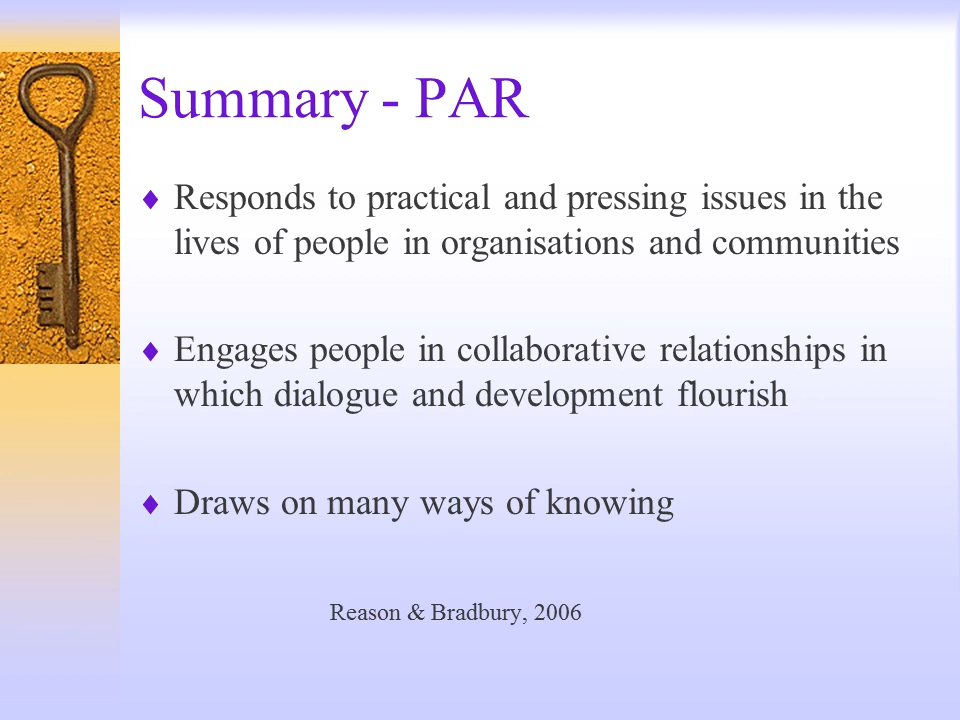 Summary - PAR
♦ Responds to practical and pressing issues in the
lives of people in organisations and communities
♦ Engages people in collaborative relationships in
which dialogue and development flourish
♦ Draws on many ways of knowing
Reason & Bradbury, 2006